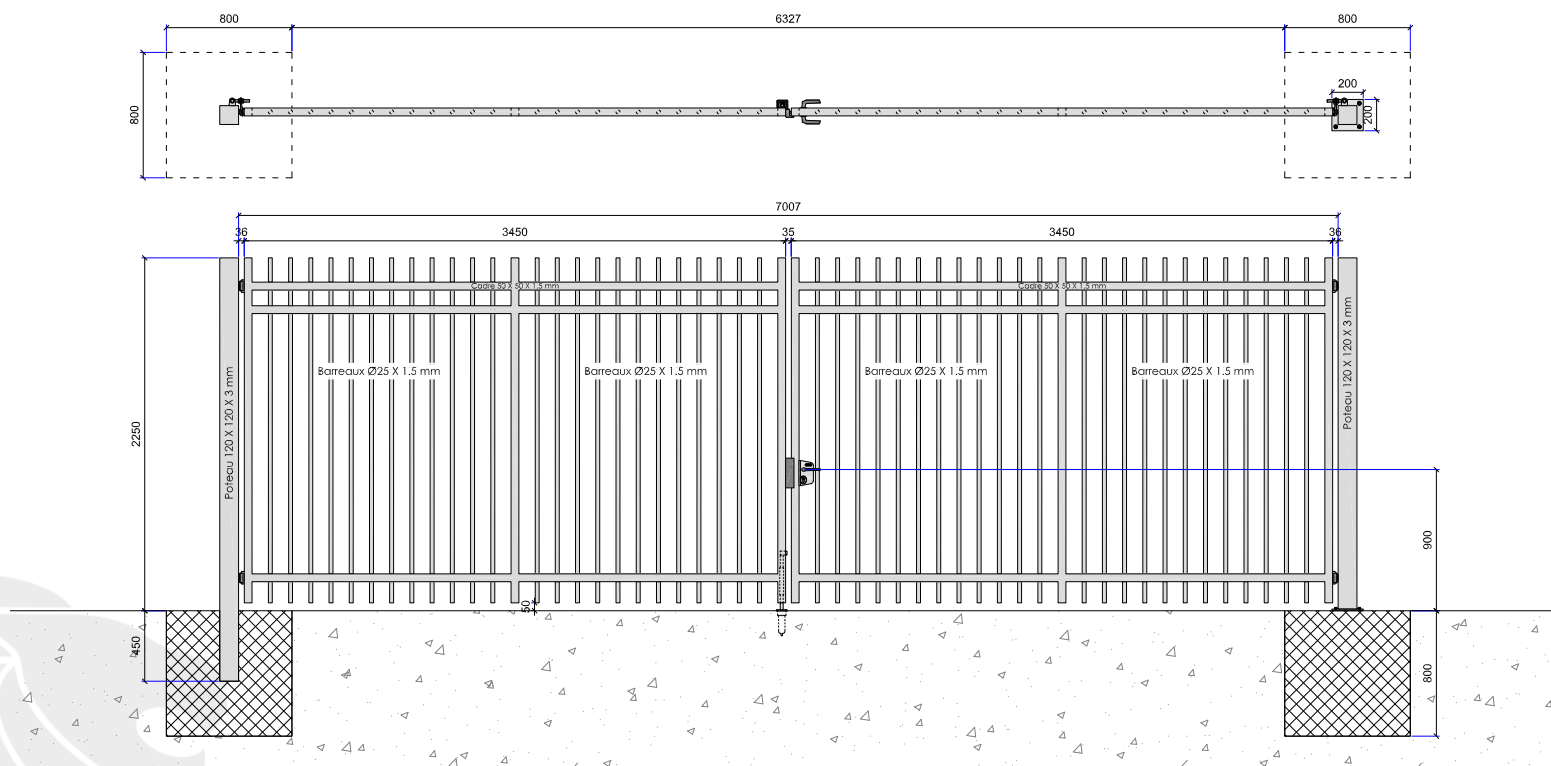 800
6327
800
800
200
200
7007
36
3450
35
3450
36
Cadre 50 X 50 X 1.5 mm
Cadre 50 X 50 X 1.5 mm
Barreaux Ø25 X 1.5 mm
Barreaux Ø25 X 1.5 mm
Barreaux Ø25 X 1.5 mm
Barreaux Ø25 X 1.5 mm
Poteau 120 X 120 X 3 mm
Poteau 120 X 120 X 3 mm
2250
900
50
450
800